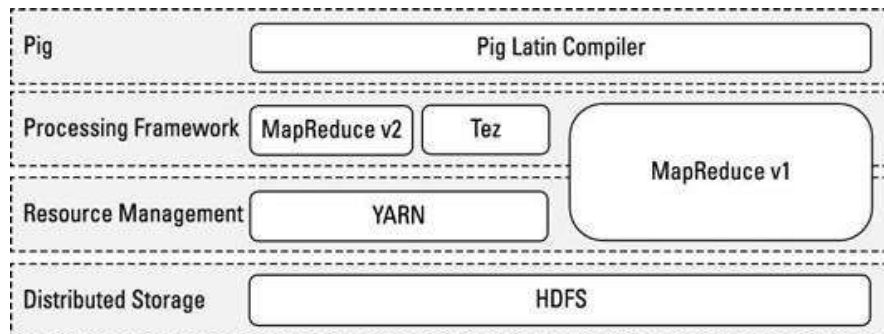 Pig
Pig Latin Compiler
Processing Framework
MapReduce v2
Tez
MapReduce v1
Resource Management
YARN
Distributed Storage
HDFS